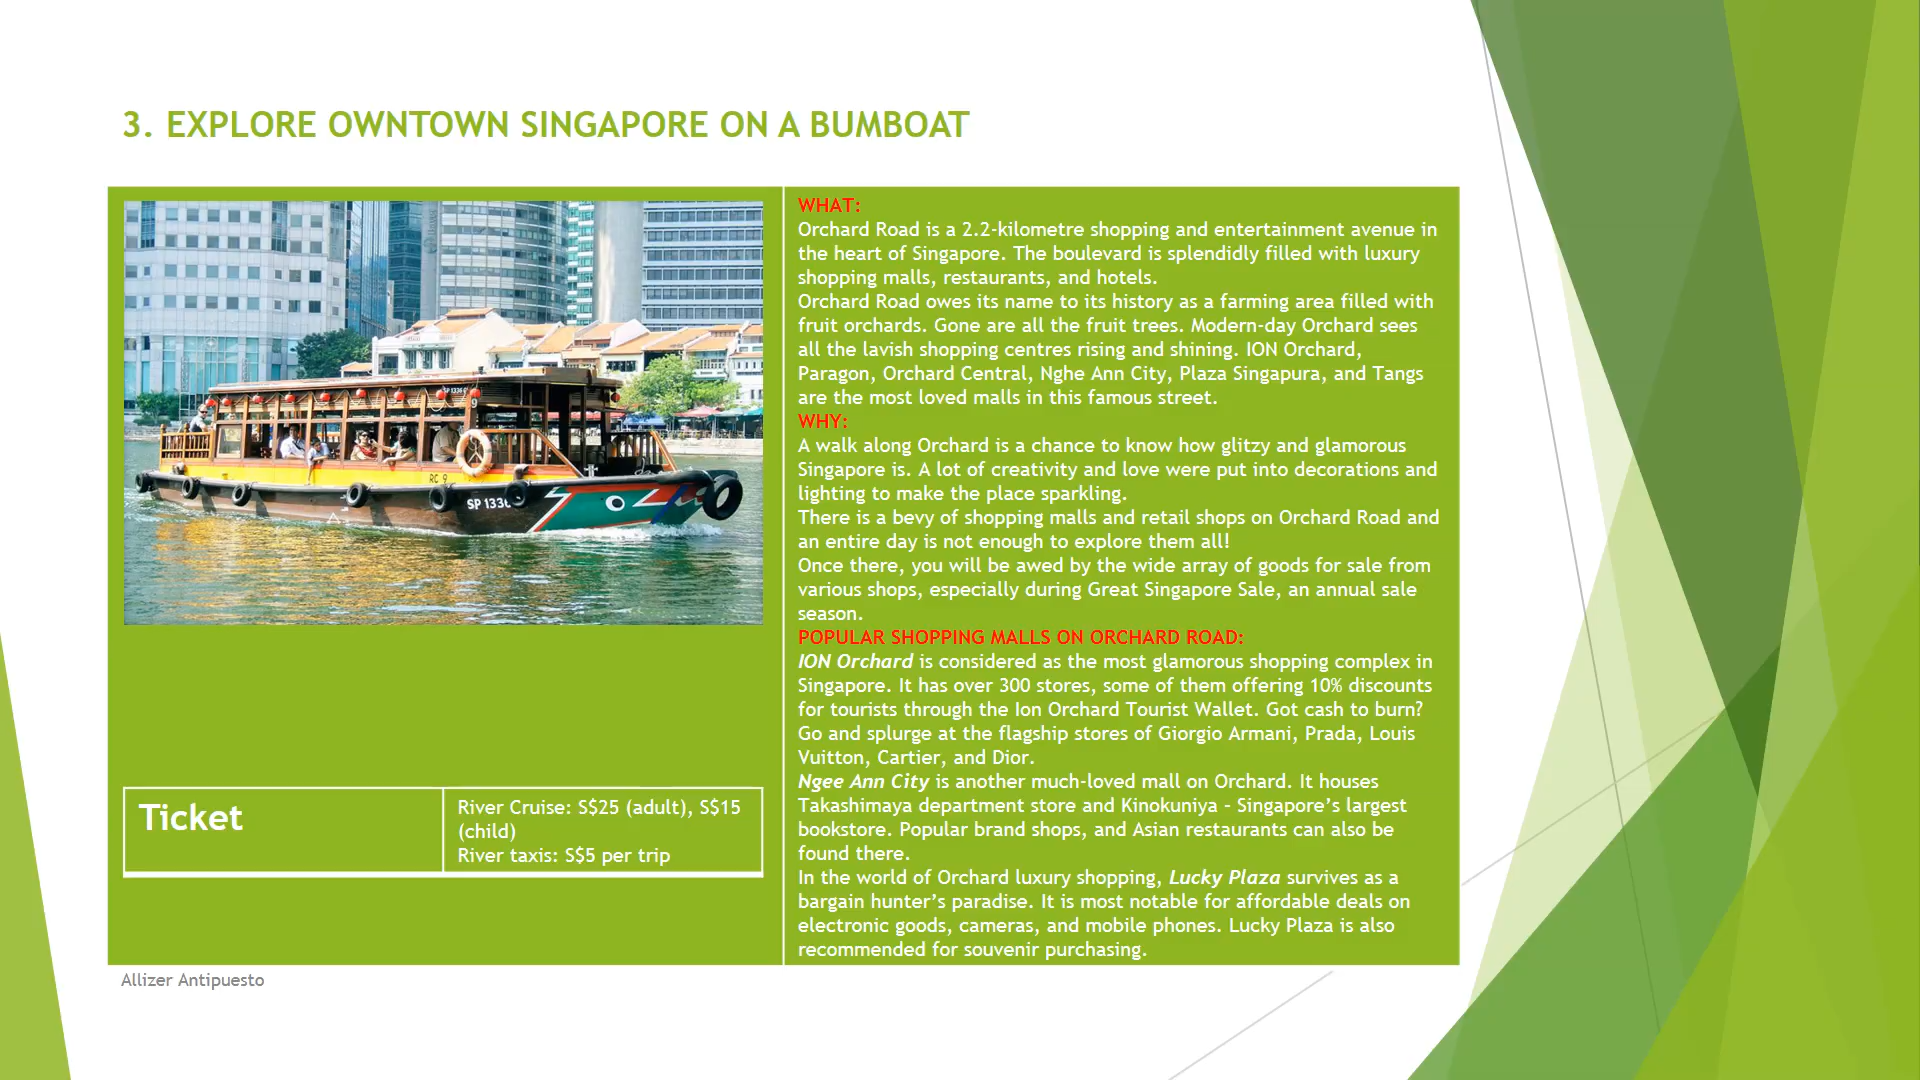 3. EXPLORE OWNTOWN SINGAPORE ON A BUMBOAT
SP 1336
9
RC 9
SP 1336
Ticket
River Cruise: S$25 (adult), S$15
(child)
River taxis: S$5 per trip
WHAT:
Orchard Road is a 2.2-kilometre shopping and entertainment avenue in
the heart of Singapore. The boulevard is splendidly filled with luxury
shopping malls, restaurants, and hotels.
Orchard Road owes its name to its history as a farming area filled with
fruit orchards. Gone are all the fruit trees. Modern-day Orchard sees
all the lavish shopping centres rising and shining. ION Orchard,
Paragon, Orchard Central, Nghe Ann City, Plaza Singapura, and Tangs
are the most loved malls in this famous street.
WHY:
A walk along Orchard is a chance to know how glitzy and glamorous
Singapore is. A lot of creativity and love were put into decorations and
lighting to make the place sparkling.
There is a bevy of shopping malls and retail shops on Orchard Road and
an entire day is not enough to explore them all!
Once there, you will be awed by the wide array of goods for sale from
various shops, especially during Great Singapore Sale, an annual sale
season.
POPULAR SHOPPING MALLS ON ORCHARD ROAD:
ION Orchard is considered as the most glamorous shopping complex in
Singapore. It has over 300 stores, some of them offering 10% discounts
for tourists through the Ion Orchard Tourist Wallet. Got cash to burn?
Go and splurge at the flagship stores of Giorgio Armani, Prada, Louis
Vuitton, Cartier, and Dior.
Ngee Ann City is another much-loved mall on Orchard. It houses
Takashimaya department store and Kinokuniya – Singapore’s largest
bookstore. Popular brand shops, and Asian restaurants can also be
found there.
In the world of Orchard luxury shopping, Lucky Plaza survives as a
bargain hunter’s paradise. It is most notable for affordable deals on
electronic goods, cameras, and mobile phones. Lucky Plaza is also
recommended for souvenir purchasing.
Allizer Antipuesto